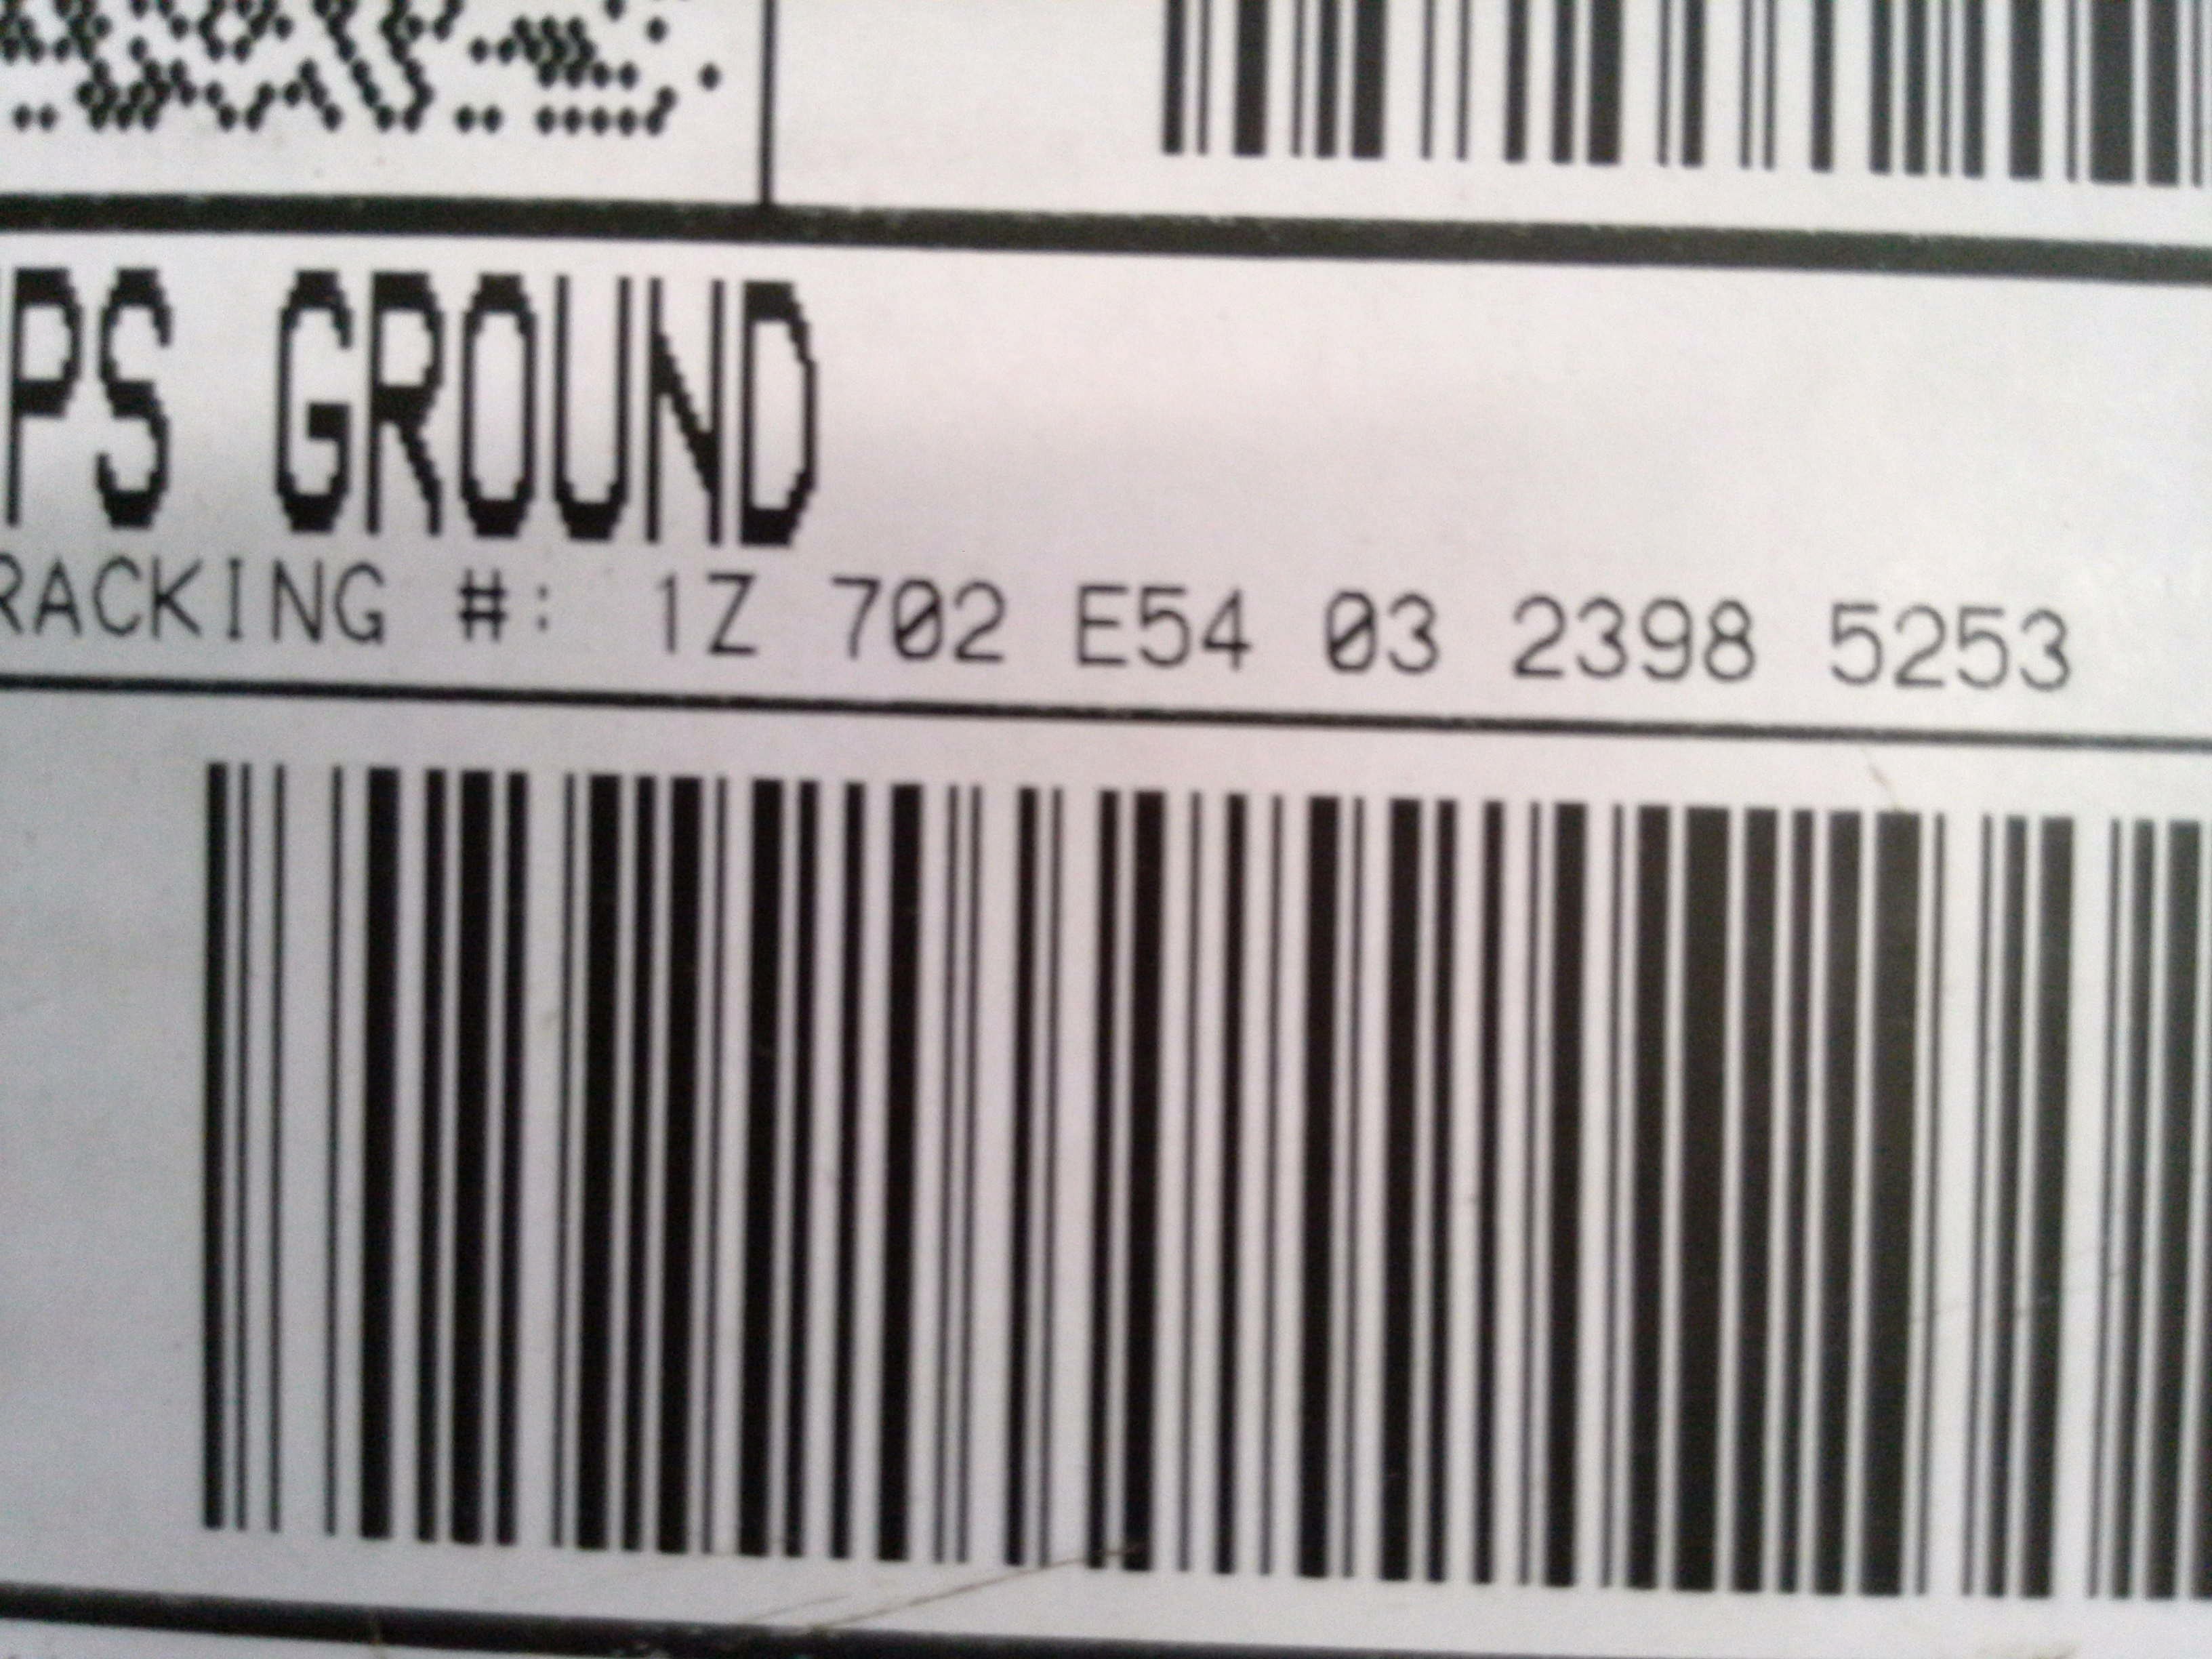 PS GROUND
RACKING #: 1Z 702 E54 03 2398 5253